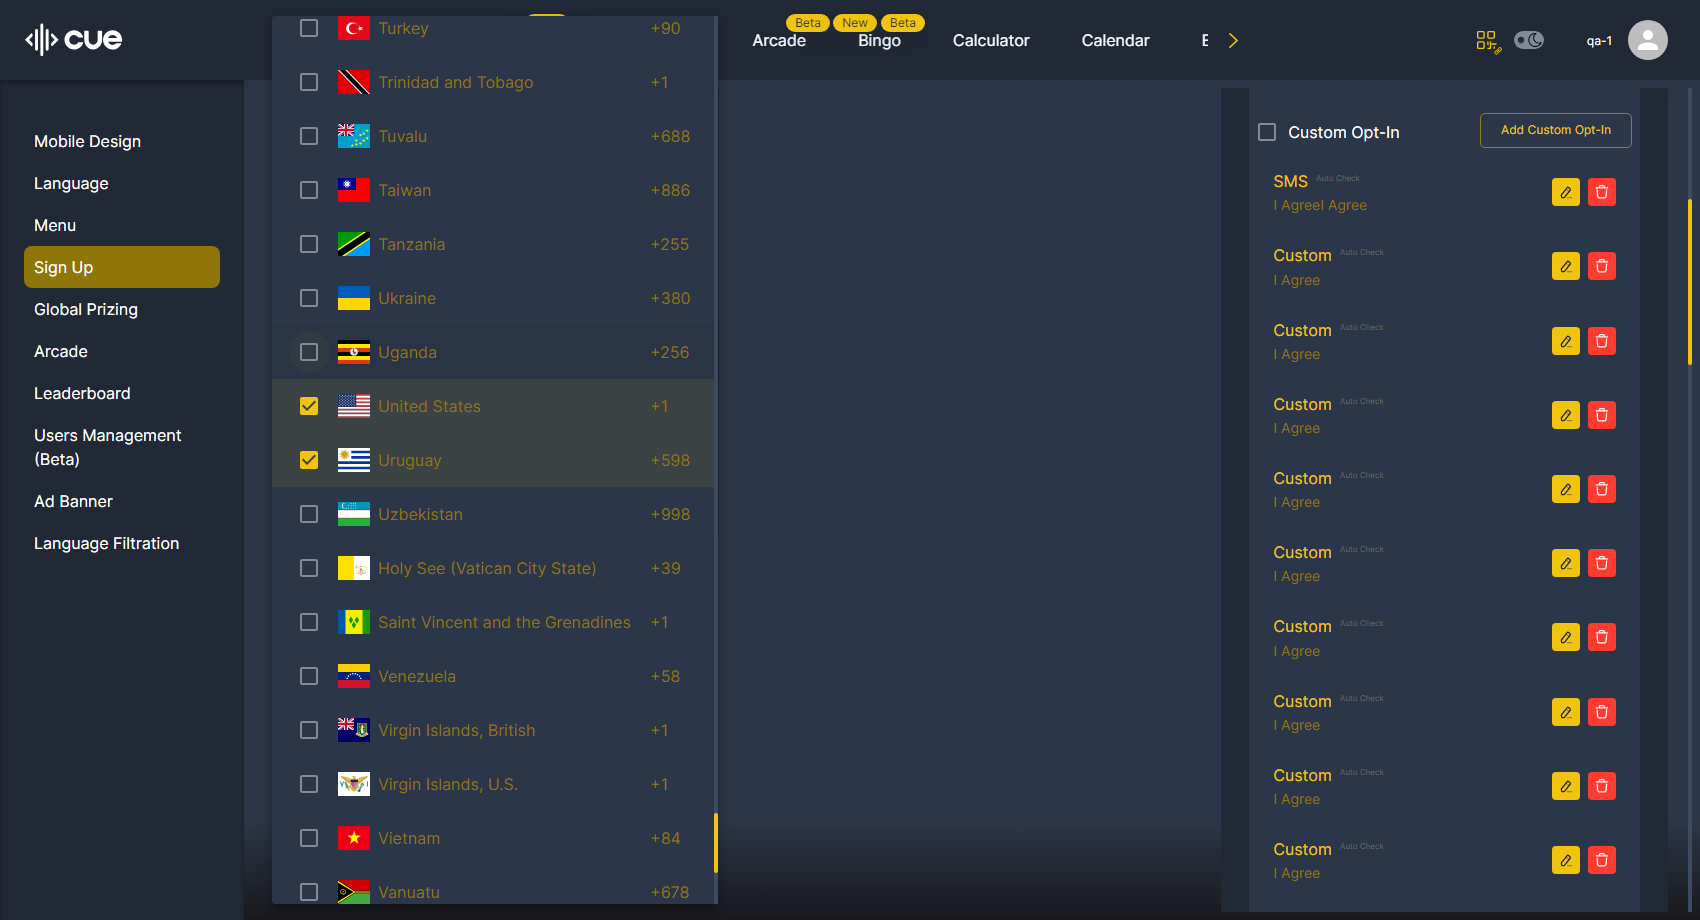 cue
Beta
New
Beta
Arcade
Bingo
Calculator
Calendar
qa-1
Mobile Design
Language
Menu
Sign Up
Global Prizing
Arcade
Leaderboard
Users Management
(Beta)
Ad Banner
Language Filtration
Turkey +90
Trinidad and Tobago +1
Tuvalu +688
Taiwan +886
Tanzania +255
Ukraine +380
Uganda +256
United States +1
Uruguay +598
Uzbekistan +998
Holy See (Vatican City State) +39
Saint Vincent and the Grenadines +1
Venezuela +58
Virgin Islands, British +1
Virgin Islands, U.S. +1
Vietnam +84
Vanuatu +678
Custom Opt-In
Add Custom Opt-In
SMS Auto Check
I AgreeI Agree
Custom Auto Check
I Agree
Custom Auto Check
I Agree
Custom Auto Check
I Agree
Custom Auto Check
I Agree
Custom Auto Check
I Agree
Custom Auto Check
I Agree
Custom Auto Check
I Agree
Custom Auto Check
I Agree
Custom Auto Check
I Agree